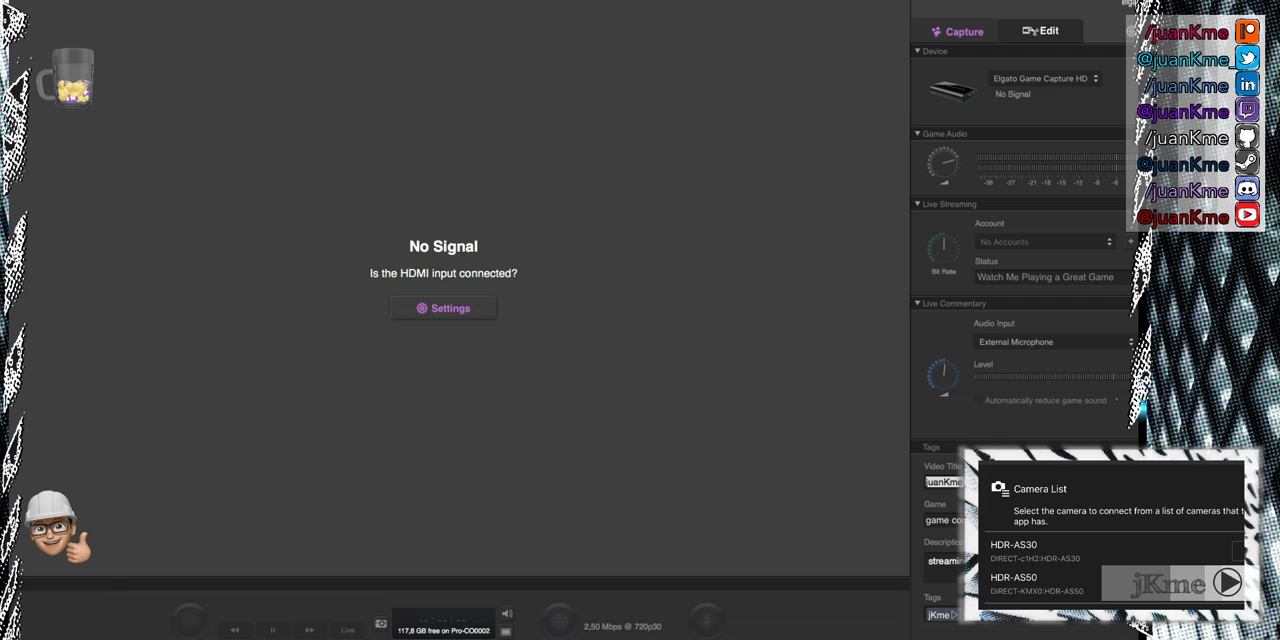 No Signal
Is the HDMI input connected?
Settings
117,8 GB free on Pro-CO0002
Live
2,50 Mbps @ 720p30
Capture
Edit
Device
Elgato Game Capture HD
No Signal
Game Audio
-36 -27 -21 -18 -15 -12 -9 -6
Live Streaming
Account
No Accounts
+
Bit Rate
Status
Watch Me Playing a Great Game
Live Commentary
Audio Input
External Microphone
Level
Automatically reduce game sound
Tags
Video Title
juanKme
Game
game
Description
Tags
jKme
/juanKme
@juanKme_
/juanKme
@juanKme
/juanKme
@juanKme
/juanKme
@juanKme
Camera List
Select the camera to connect from a list of cameras that t
app has.
HDR-AS30
DIRECT-c1H2:HDR-AS30
HDR-AS50
DIRECT-KMX0:HDR-AS50
jKme